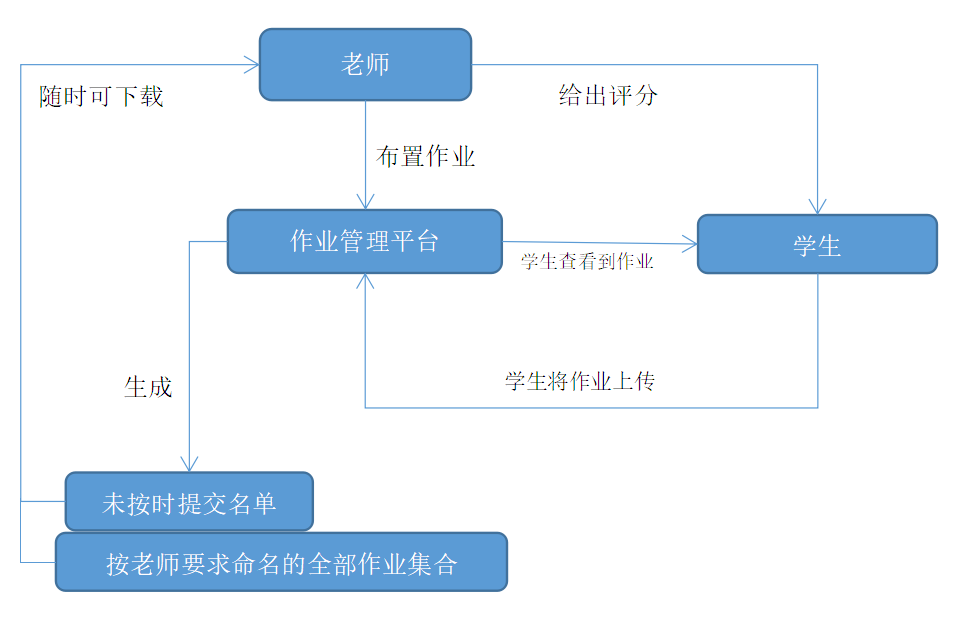 老师
随时可下载
给出评分
布置作业
作业管理平台
学生
学生查看到作业
学生将作业上传
生成
未按时提交名单
按老师要求命名的全部作业集合